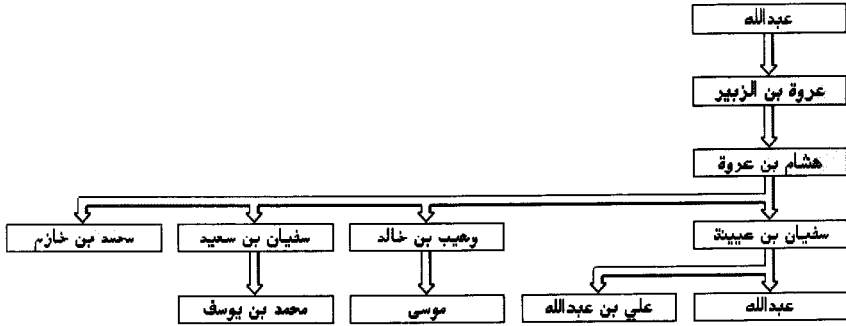 عبدالله
عروة بن الزبير
هشام بن عروة
سفيان بن عيينة
وهيب بن خالد
سفيان بن سعيد
محمد بن خازم
عبدالله
علي بن عبدالله
موسى
محمد بن يوسف